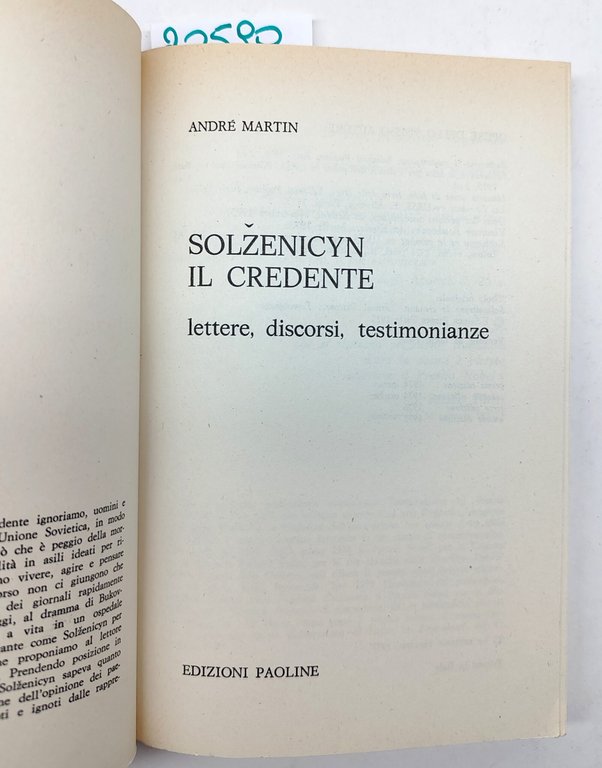 20580
dente ignoriamo, uomini e
Unione Sovietica, in modo
ò che è peggio della mor-
lità in asili ideati per ri-
no vivere, agire e pensare
orso non ci giungono che
dei giornali rapidamente
ggi, al dramma di Bukov-
a vita in un ospedale
ante come Solženicyn per
ne proponiamo al lettore
Prendendo posizione in
Solženicyn sapeva quanto
ne dell'opinione dei pae-
ti e ignoti dalle rappre-
ANDRÉ MARTIN
SOLŽENICYN
IL CREDENTE
lettere, discorsi, testimonianze
EDIZIONI PAOLINE